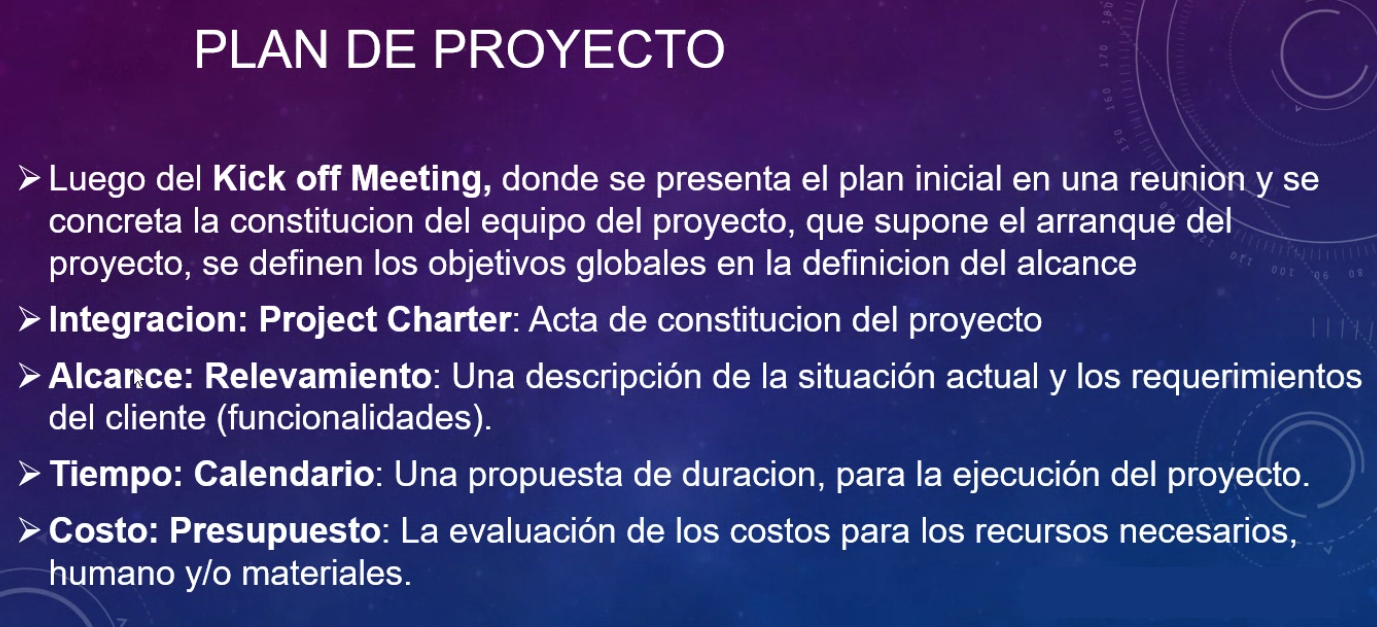 PLAN DE PROYECTO
➢ Luego del Kick off Meeting, donde se presenta el plan inicial en una reunion y se
concreta la constitucion del equipo del proyecto, que supone el arranque del
proyecto, se definen los objetivos globales en la definicion del alcance
➢ Integracion: Project Charter: Acta de constitucion del proyecto
➢ Alcance: Relevamiento: Una descripción de la situación actual y los requerimientos
del cliente (funcionalidades).
➢ Tiempo: Calendario: Una propuesta de duracion, para la ejecución del proyecto.
➢ Costo: Presupuesto: La evaluación de los costos para los recursos necesarios,
humano y/o materiales.